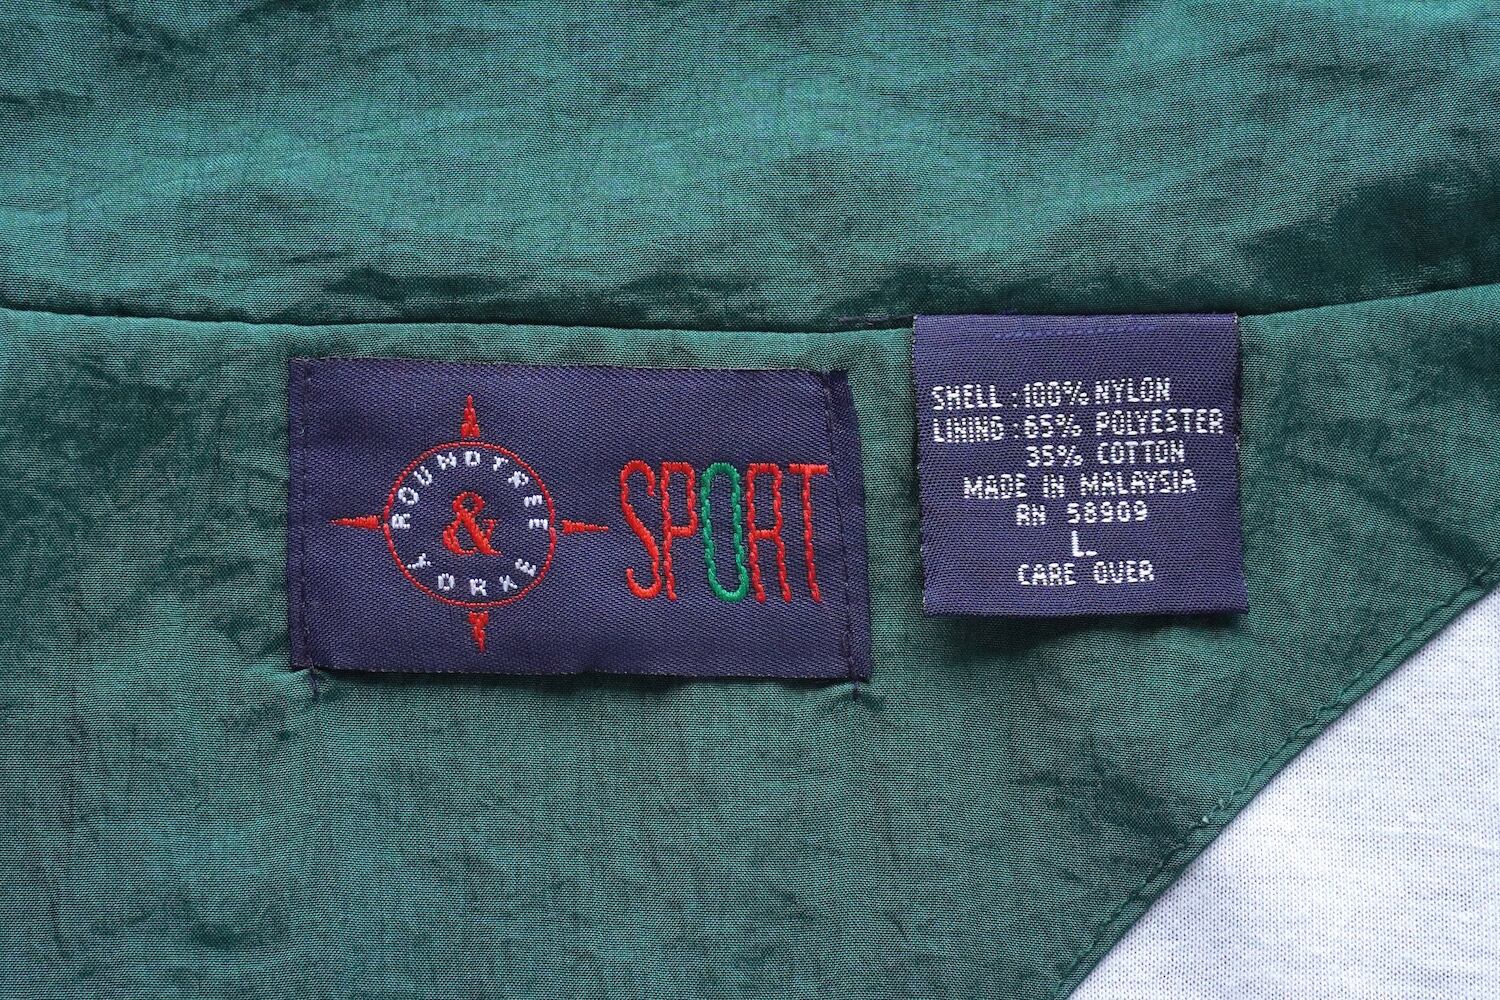 ROUNDTREE
&
YORKE
SPORT
SHELL : 100% NYLON
LINING : 65% POLYESTER
35% COTTON
MADE IN MALAYSIA
RN 58909
L
CARE OVER